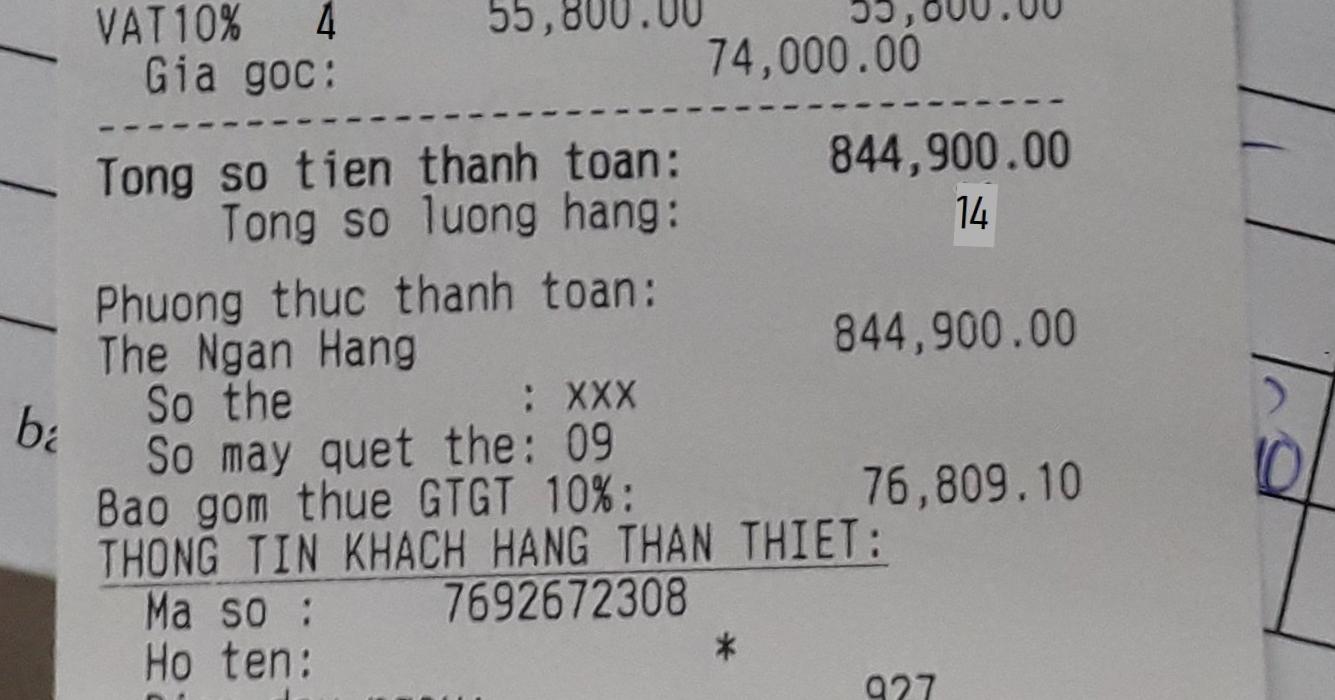 VAT10% 4 55,800.00 55,800.00
Gia goc: 74,000.00
Tong so tien thanh toan: 844,900.00
Tong so luong hang: 14
Phuong thuc thanh toan:
The Ngan Hang 844,900.00
So the : xxx
So may quet the: 09
Bao gom thue GTGT 10%: 76,809.10
THONG TIN KHACH HANG THAN THIET:
Ma so : 7692672308
Ho ten: *
927